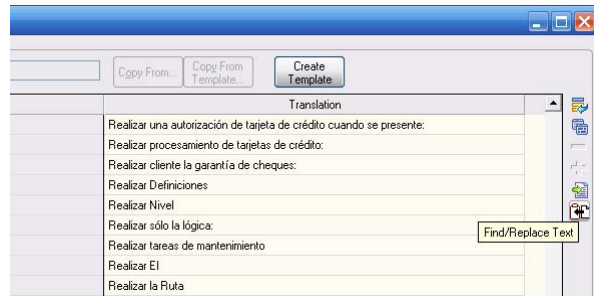 Copy From...
Copy From
Template...
Create
Template
Translation
Realizar una autorización de tarjeta de crédito cuando se presente:
Realizar procesamiento de tarjetas de crédito:
Realizar cliente la garantía de cheques:
Realizar Definiciones
Realizar Nivel
Realizar sólo la lógica:
Find/Replace Text
Realizar tareas de mantenimiento
Realizar El
Realizar la Ruta